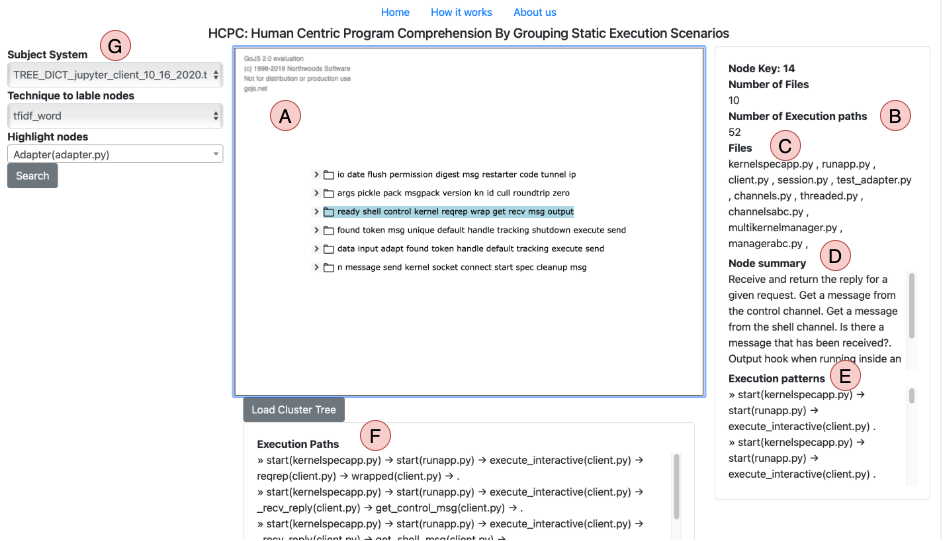 Home How it works About us
HCPC: Human Centric Program Comprehension By Grouping Static Execution Scenarios
G
Subject System
TREE_DICT_jupyter_client_10_16_2020.t
Technique to lable nodes
tfidf_word
Highlight nodes
Adapter(adapter.py)
Search
GoJS 2.0 evaluation
(c) 1998-2019 Northwoods Software
Not for distribution or production use
gojs.net
A
io date flush permission digest msg restarter code tunnel ip
args pickle pack msgpack version kn id cull roundtrip zero
ready shell control kernel reqrep wrap get recv msg output
found token msg unique default handle tracking shutdown execute send
data input adapt found token handle default tracking execute send
n message send kernel socket connect start spec cleanup msg
Load Cluster Tree
Execution Paths
F
» start(kernelspecapp.py) → start(runapp.py) → execute_interactive(client.py) →
reqrep(client.py) → wrapped(client.py) → .
» start(kernelspecapp.py) → start(runapp.py) → execute_interactive(client.py) →
_recv_reply(client.py) → get_control_msg(client.py) → .
» start(kernelspecapp.py) → start(runapp.py) → execute_interactive(client.py) →
_recv_reply(client.py) → get_shell_msg(client.py) →
Node Key: 14
Number of Files
10
Number of Execution paths
B
52
Files
C
kernelspecapp.py , runapp.py ,
client.py , session.py , test_adapter.py
, channels.py , threaded.py ,
channelsabc.py ,
multikernelmanager.py ,
managerabc.py ,
Node summary
D
Receive and return the reply for a
given request. Get a message from
the control channel. Get a message
from the shell channel. Is there a
message that has been received?.
Output hook when running inside an
Execution patterns
E
» start(kernelspecapp.py) →
start(runapp.py) →
execute_interactive(client.py) .
» start(kernelspecapp.py) →
start(runapp.py) →
execute_interactive(client.py) .